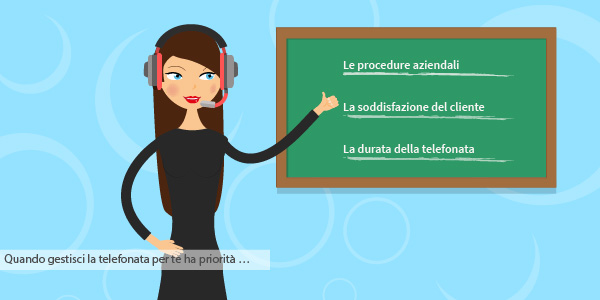 Le procedure aziendali
La soddisfazione del cliente
La durata della telefonata
Quando gestisci la telefonata per te ha priorità …